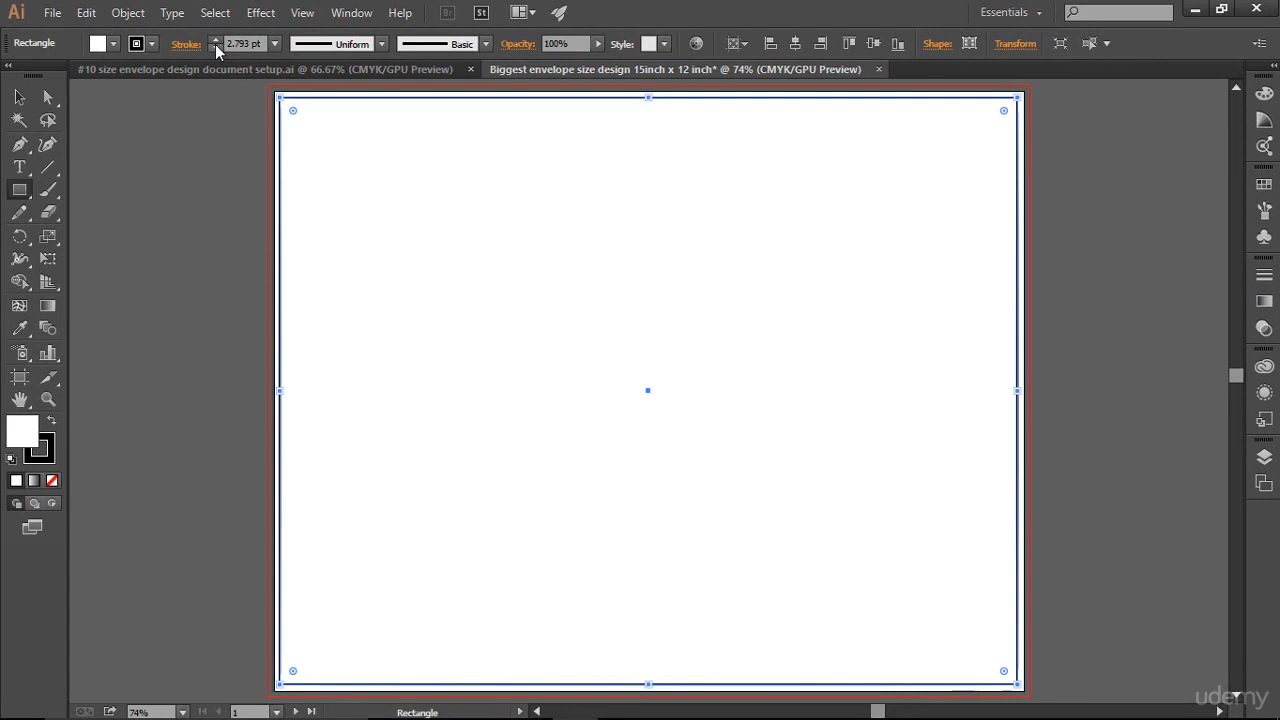 Ai File Edit Object Type Select Effect View Window Help Br St Essentials
Rectangle Stroke: 2.793 pt Uniform Basic Opacity: 100% Style: Shape: Transform
#10 size envelope design document setup.ai @ 66.67% (CMYK/GPU Preview) × Biggest envelope size design 15inch x 12 inch* @ 74% (CMYK/GPU Preview) ×
T
74% 1 Rectangle
udemy